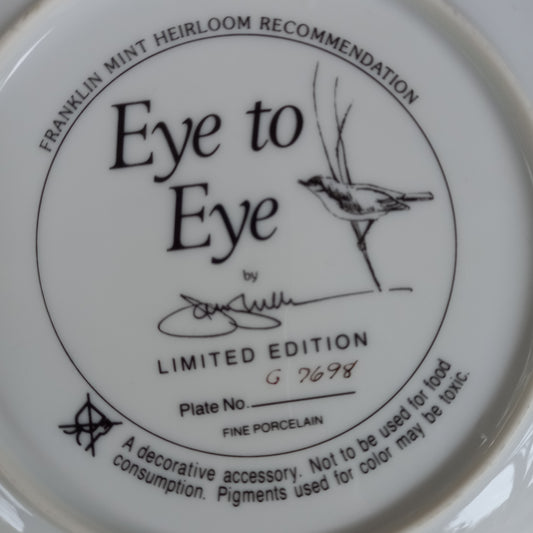 FRANKLIN MINT HEIRLOOM RECOMMENDATION
Eye to
Eye
by
LIMITED EDITION
G 7698
Plate No.
FINE PORCELAIN
A decorative accessory. Not to be used for food
consumption. Pigments used for color may be toxic.